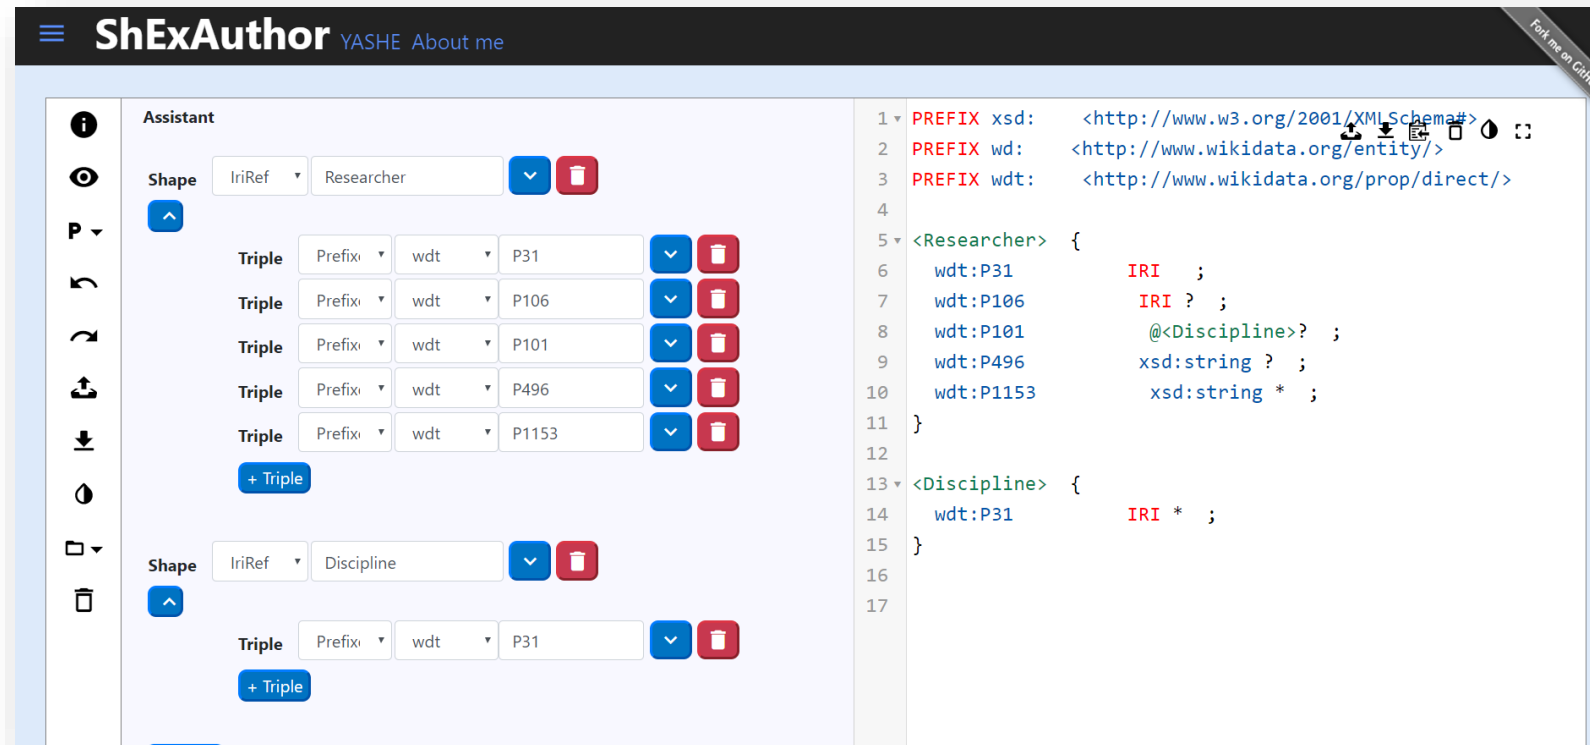 ShExAuthor YASHE About me
Fork me on GitH
Assistant
Shape IriRef Researcher
Triple Prefix wdt P31
Triple Prefix wdt P106
Triple Prefix wdt P101
Triple Prefix wdt P496
Triple Prefix wdt P1153
+ Triple
Shape IriRef Discipline
Triple Prefix wdt P31
+ Triple
P
1 PREFIX xsd: <http://www.w3.org/2001/XMLSchema#>
2 PREFIX wd: <http://www.wikidata.org/entity/>
3 PREFIX wdt: <http://www.wikidata.org/prop/direct/>
4
5 <Researcher> {
6 wdt:P31 IRI ;
7 wdt:P106 IRI ? ;
8 wdt:P101 @<Discipline>? ;
9 wdt:P496 xsd:string ? ;
10 wdt:P1153 xsd:string * ;
11 }
12
13 <Discipline> {
14 wdt:P31 IRI * ;
15 }
16
17